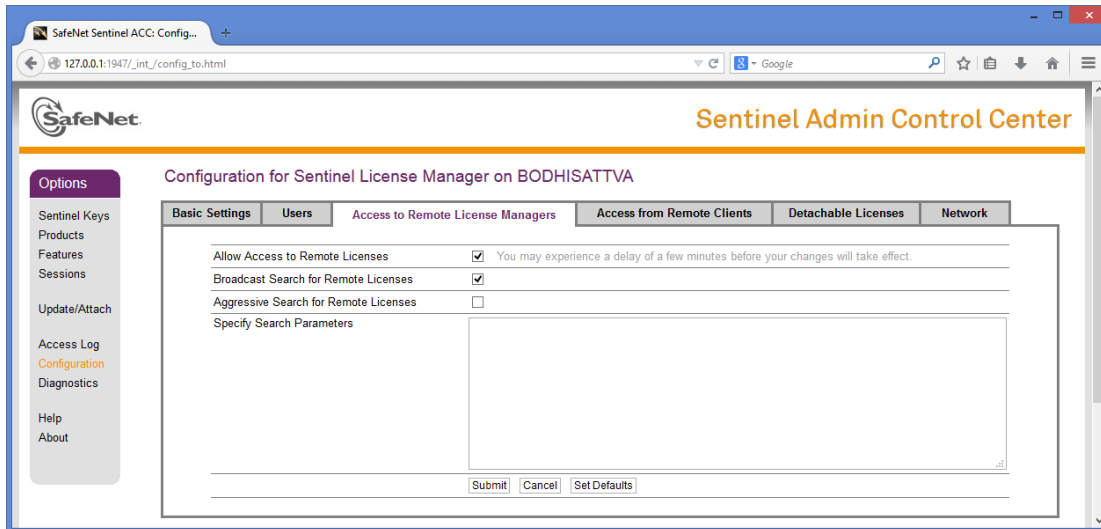 SafeNet Sentinel ACC: Config...
127.0.0.1:1947/_int_/config_to.html
Google
SafeNet.
Sentinel Admin Control Center
Options
Sentinel Keys
Products
Features
Sessions
Update/Attach
Access Log
Configuration
Diagnostics
Help
About
Configuration for Sentinel License Manager on BODHISATTVA
Basic Settings Users Access to Remote License Managers Access from Remote Clients Detachable Licenses Network
Allow Access to Remote Licenses You may experience a delay of a few minutes before your changes will take effect.
Broadcast Search for Remote Licenses
Aggressive Search for Remote Licenses
Specify Search Parameters
Submit Cancel Set Defaults